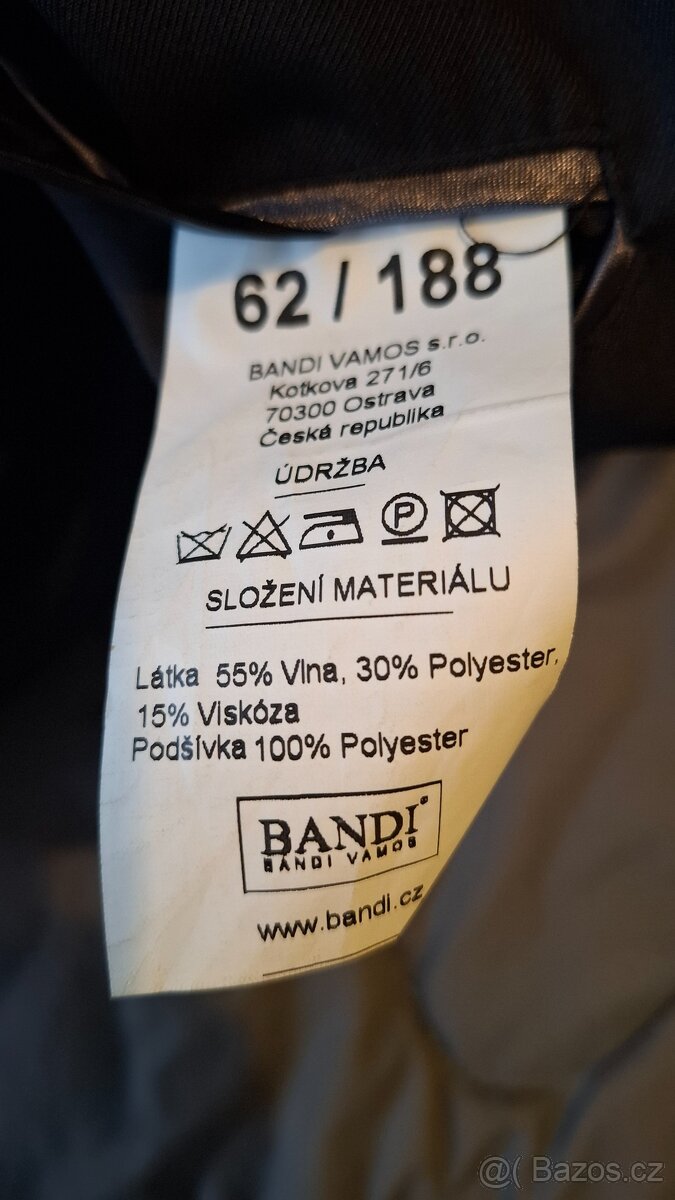 62 / 188
BANDI VAMOS s.r.o.
Kotkova 271/6
70300 Ostrava
Česká republika
ÚDRŽBA
P
SLOŽENÍ MATERIÁLU
Látka 55% Vlna, 30% Polyester,
15% Viskóza
Podšívka 100% Polyester
BANDI®
BANDI VAMOS
www.bandi.cz
@( Bazos.cz